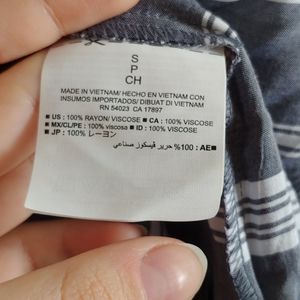 S
P
CH
MADE IN VIETNAM/ HECHO EN VIETNAM CON
INSUMOS IMPORTADOS/ DIBUAT DI VIETNAM
RN 54023 CA 17897
■ US : 100% RAYON/ VISCOSE ■ CA : 100% VISCOSE
■ MX/CL/PE : 100% viscosa ■ ID : 100% VISCOSE
■ JP : 100% レーヨン
■ AE: 100% حرير فيسكوز صناعي